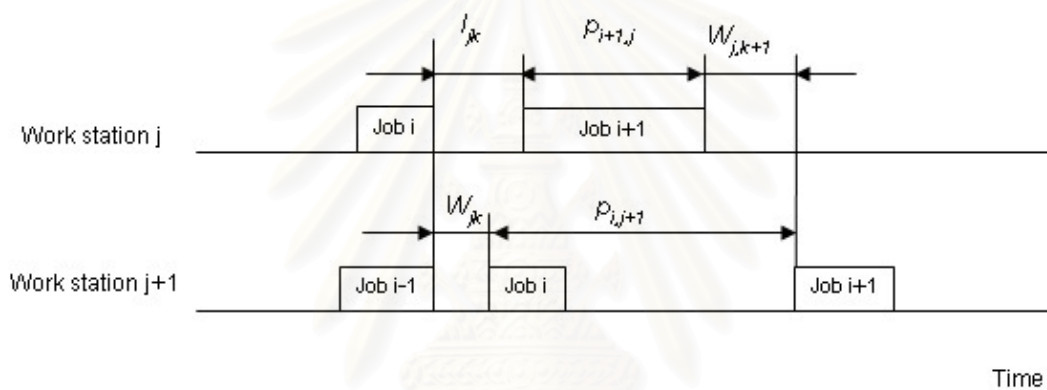 I_jk p_i+1,j W_j,k+1
Work station j Job i Job i+1
W_jk p_i,j+1
Work station j+1 Job i-1 Job i Job i+1
Time